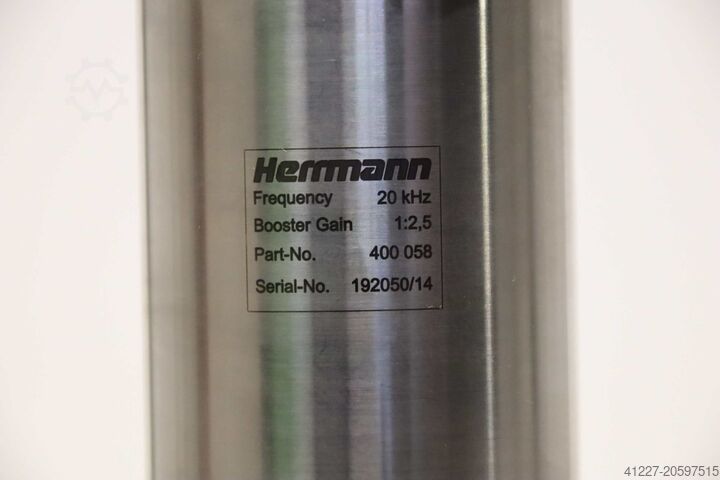 Herrmann
Frequency 20 kHz
Booster Gain 1:2,5
Part-No. 400 058
Serial-No. 192050/14
41227-20597515